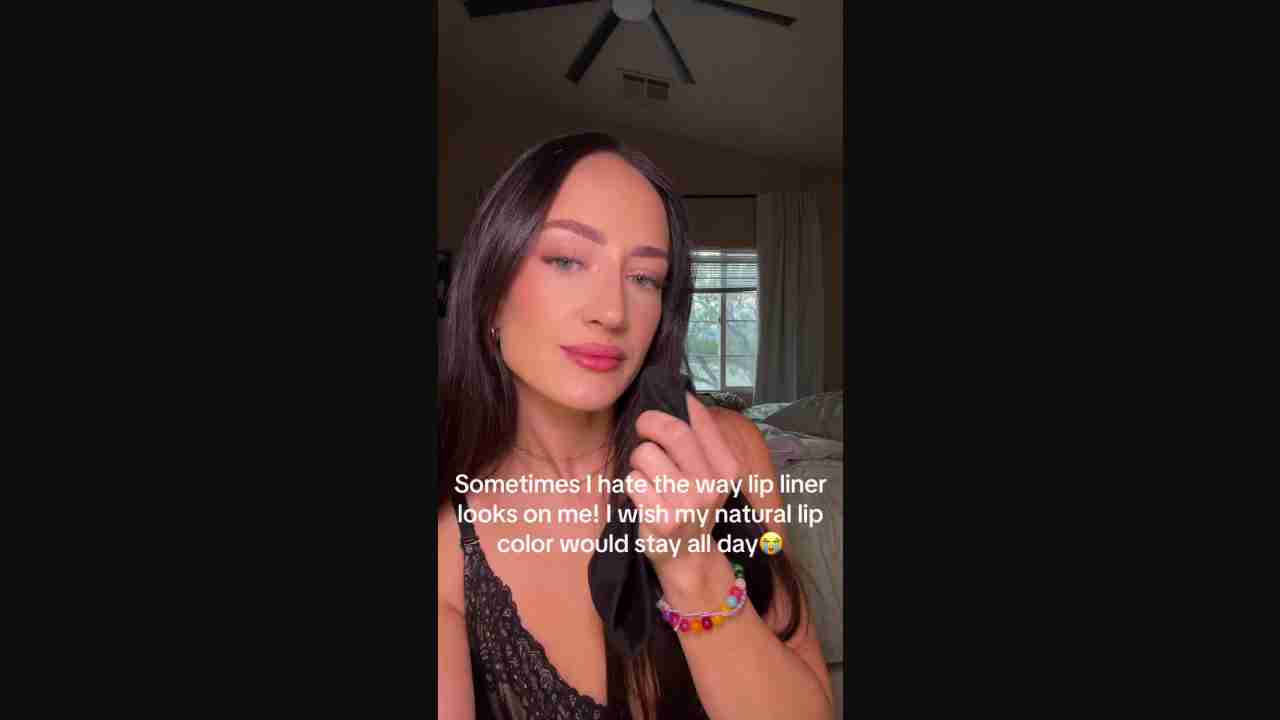 Sometimes I hate the way lip liner
looks on me! I wish my natural lip
color would stay all day😭